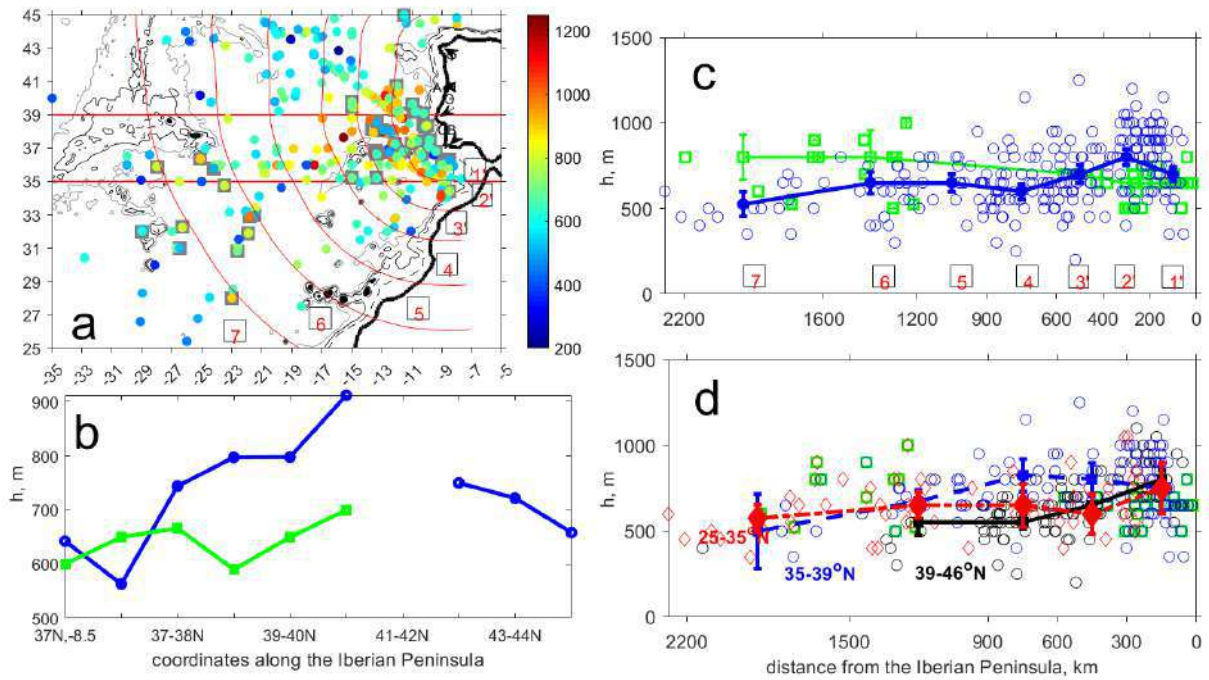 45
43
41
39
37
35
33
31
29
27
25
1'
2'
3'
4
5
6
7
a
-35 -33 -31 -29 -27 -25 -23 -21 -19 -17 -15 -13 -11 -9 -7 -5
1200
1000
800
600
400
200
b
h, m
900
800
700
600
500
37N,-8.5 37-38N 39-40N 41-42N 43-44N
coordinates along the Iberian Peninsula
c
h, m
1500
1000
500
0
7 6 5 4 3' 2' 1'
2200 1600 1200 900 600 400 200 0
d
h, m
1500
1000
500
0
25-35°N
35-39°N
39-46°N
2200 1500 900 600 300 0
distance from the Iberian Peninsula, km